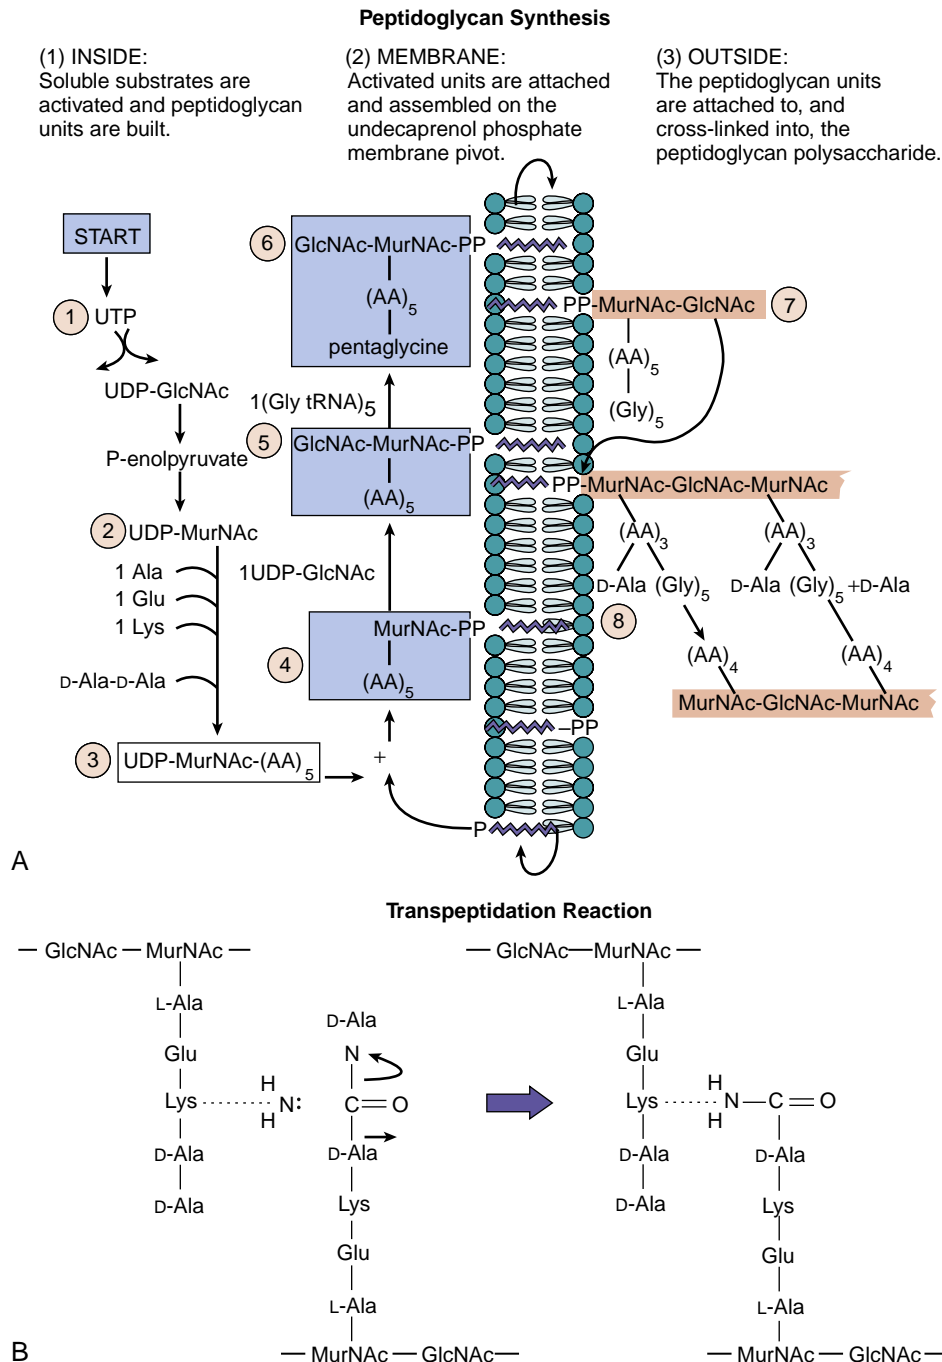 Peptidoglycan Synthesis
(1) INSIDE:
Soluble substrates are
activated and peptidoglycan
units are built.
(2) MEMBRANE:
Activated units are attached
and assembled on the
undecaprenol phosphate
membrane pivot.
(3) OUTSIDE:
The peptidoglycan units
are attached to, and
cross-linked into, the
peptidoglycan polysaccharide.
START
1 UTP
UDP-GlcNAc
P-enolpyruvate
2 UDP-MurNAc
1 Ala
1 Glu
1 Lys
D-Ala-D-Ala
3 UDP-MurNAc-(AA)5
+
P
4 MurNAc-PP
(AA)5
1UDP-GlcNAc
5 GlcNAc-MurNAc-PP
(AA)5
1(Gly tRNA)5
6 GlcNAc-MurNAc-PP
(AA)5
pentaglycine
PP-MurNAc-GlcNAc 7
(AA)5
(Gly)5
PP-MurNAc-GlcNAc-MurNAc
(AA)3 (AA)3
D-Ala (Gly)5 D-Ala (Gly)5 +D-Ala
8
(AA)4 (AA)4
MurNAc-GlcNAc-MurNAc
–PP
A
Transpeptidation Reaction
— GlcNAc — MurNAc —
L-Ala
Glu
Lys
D-Ala
D-Ala
H
N:
H
D-Ala
N
C=O
D-Ala
Lys
Glu
L-Ala
— MurNAc — GlcNAc—
— GlcNAc—MurNAc —
L-Ala
Glu
Lys
D-Ala
D-Ala
H
N—C=O
H
D-Ala
Lys
Glu
L-Ala
— MurNAc — GlcNAc —
B